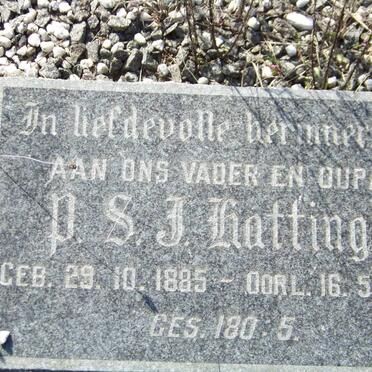 In liefdevolle herinner
AAN ONS VADER EN OUP
P. S. J. Hatting
GEB. 29. 10. 1885 - OORL. 16. 5
GES. 180: 5.